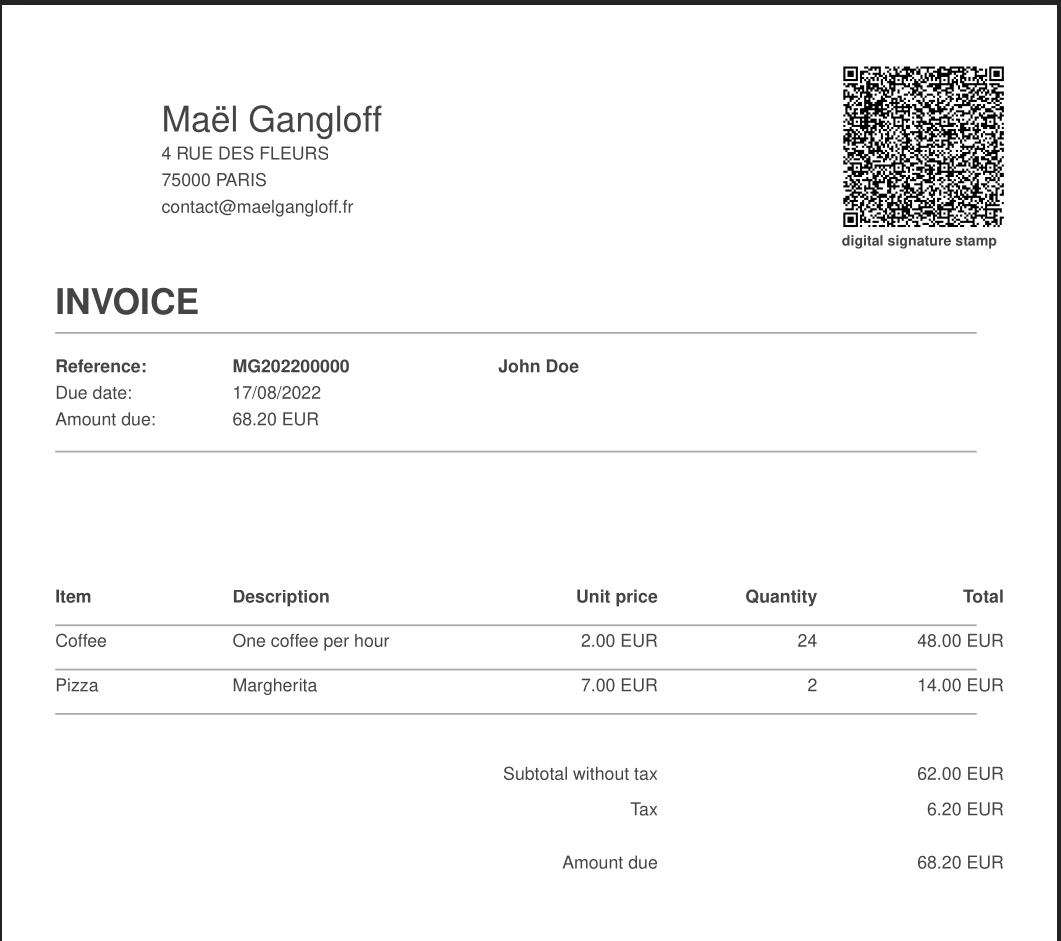 Maël Gangloff
4 RUE DES FLEURS
75000 PARIS
contact@maelgangloff.fr
digital signature stamp
INVOICE
Reference: MG202200000 John Doe
Due date: 17/08/2022
Amount due: 68.20 EUR
Item Description Unit price Quantity Total
Coffee One coffee per hour 2.00 EUR 24 48.00 EUR
Pizza Margherita 7.00 EUR 2 14.00 EUR
Subtotal without tax 62.00 EUR
Tax 6.20 EUR
Amount due 68.20 EUR